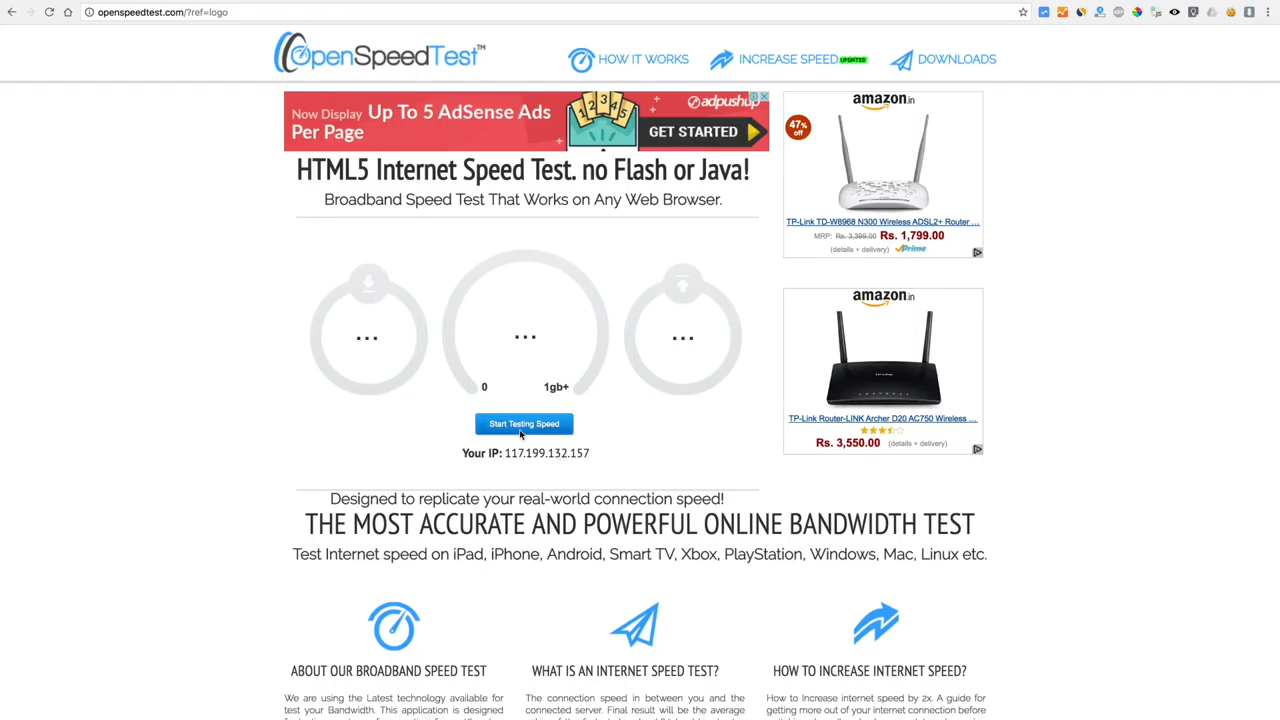 openspeedtest.com/?ref=logo
OpenSpeedTest™
HOW IT WORKS
INCREASE SPEED UPDATED
DOWNLOADS
Now Display Up To 5 AdSense Ads
Per Page
1 2 3 4 5
adpushup
GET STARTED
HTML5 Internet Speed Test. no Flash or Java!
Broadband Speed Test That Works on Any Web Browser.
...
...
...
0
1gb+
Start Testing Speed
Your IP: 117.199.132.157
amazon.in
47%
off
TP-Link TD-W8968 N300 Wireless ADSL2+ Router ...
MRP: Rs. 3,399.00 Rs. 1,799.00
(details + delivery) Prime
amazon.in
TP-Link Router-LINK Archer D20 AC750 Wireless ...
Rs. 3,550.00 (details + delivery)
Designed to replicate your real-world connection speed!
THE MOST ACCURATE AND POWERFUL ONLINE BANDWIDTH TEST
Test Internet speed on iPad, iPhone, Android, Smart TV, Xbox, PlayStation, Windows, Mac, Linux etc.
ABOUT OUR BROADBAND SPEED TEST
We are using the Latest technology available for
test your Bandwidth. This application is designed
WHAT IS AN INTERNET SPEED TEST?
The connection speed in between you and the
connected server. Final result will be the average
HOW TO INCREASE INTERNET SPEED?
How to Increase internet speed by 2x. A guide for
getting more out of your internet connection before